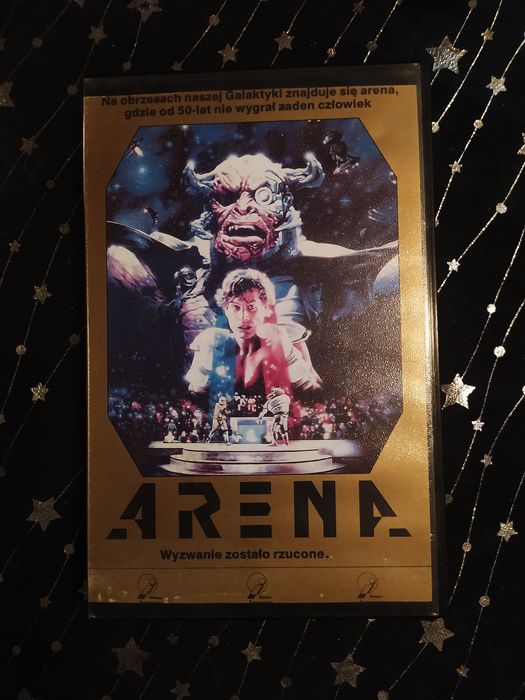 Na obrzeżach naszej Galaktyki znajduje się arena,
gdzie od 50-lat nie wygrał żaden człowiek
ARENA
Wyzwanie zostało rzucone..